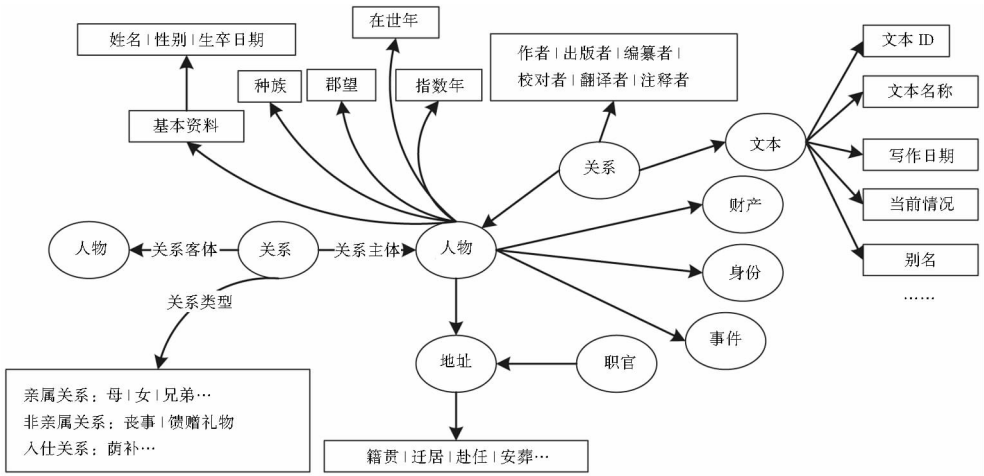 在世年
姓名|性别|生卒日期
作者|出版者|编纂者|
校对者|翻译者|注释者
文本 ID
种族
郡望
指数年
文本名称
基本资料
关系
文本
写作日期
财产
当前情况
人物
关系客体
关系
关系主体
人物
身份
别名
……
关系类型
事件
地址
职官
亲属关系：母|女|兄弟…
非亲属关系：丧事|馈赠礼物
入仕关系：荫补…
籍贯|迁居|赴任|安葬…